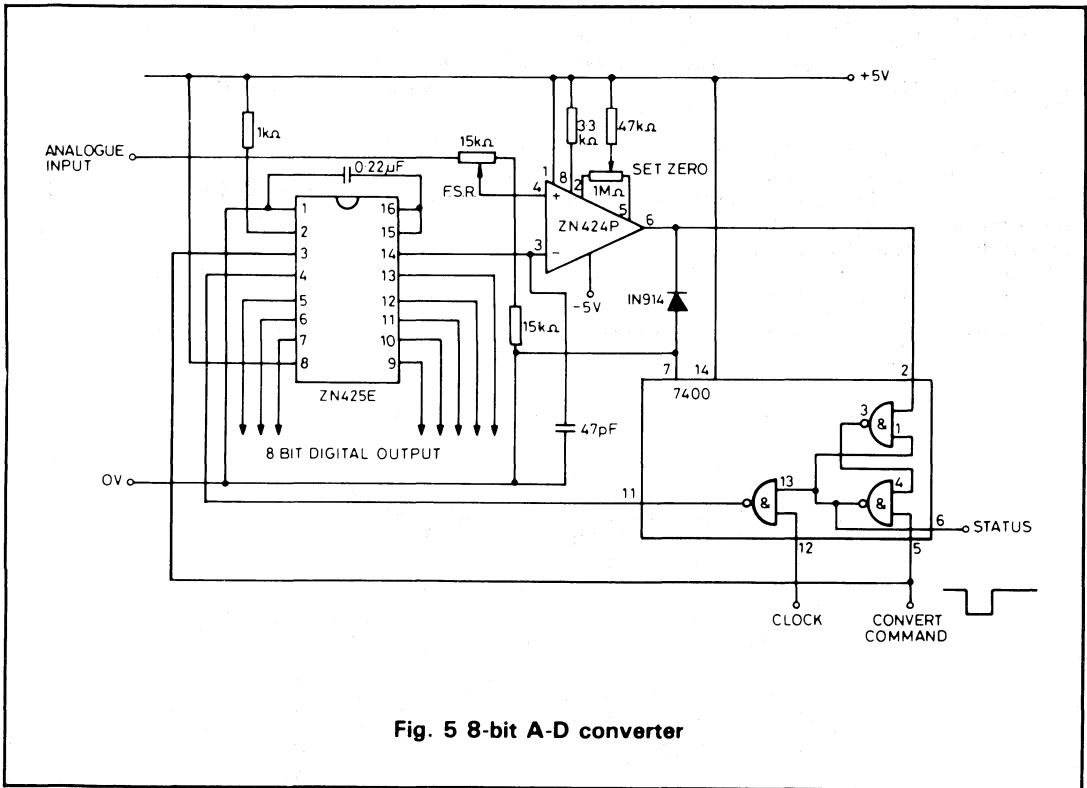 +5V
1kΩ
3·3
kΩ
47kΩ
ANALOGUE
INPUT
15kΩ
0·22µF
SET ZERO
1MΩ
F.S.R.
1
8
2
5
4
+
6
ZN424P
3
−
-5V
1
16
2
15
3
14
4
13
5
12
6
11
7
10
8
9
ZN425E
IN914
15kΩ
7
14
2
7400
47pF
8 BIT DIGITAL OUTPUT
3
&
1
0V
11
&
13
4
&
6
STATUS
12
5
CLOCK
CONVERT
COMMAND
Fig. 5 8-bit A-D converter